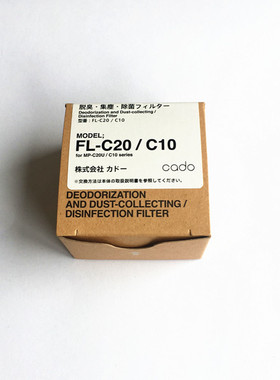 脱臭・集塵・除菌フィルター
Deodorization and Dust-collecting /
Disinfection Filter
型番：FL-C20 / C10
MODEL;
FL-C20 / C10
for MP-C20U / C10 series
株式会社 カドー
cado
※交換方法は本体の取扱説明書を参照してください。
DEODORIZATION
AND DUST-COLLECTING /
DISINFECTION FILTER